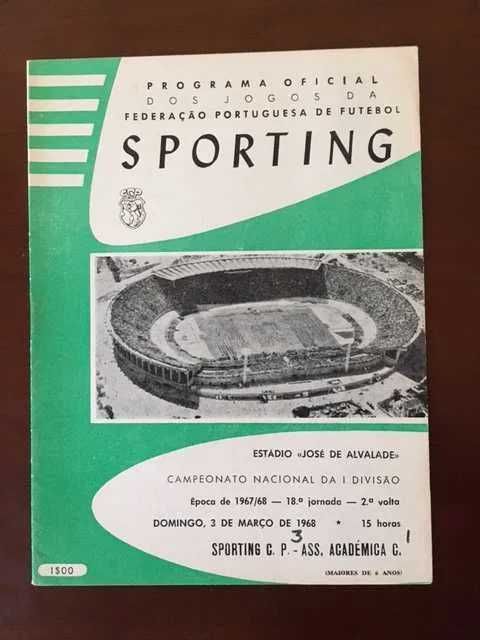 PROGRAMA OFICIAL
DOS JOGOS DA
FEDERAÇÃO PORTUGUESA DE FUTEBOL
SPORTING
SCP
ESTÁDIO «JOSÉ DE ALVALADE»
CAMPEONATO NACIONAL DA I DIVISÃO
Época de 1967/68 — 18.ª jornada — 2.ª volta
DOMINGO, 3 DE MARÇO DE 1968 * 15 horas
3 1
SPORTING C. P. - ASS. ACADÉMICA C.
(MAIORES DE 6 ANOS)
1$00